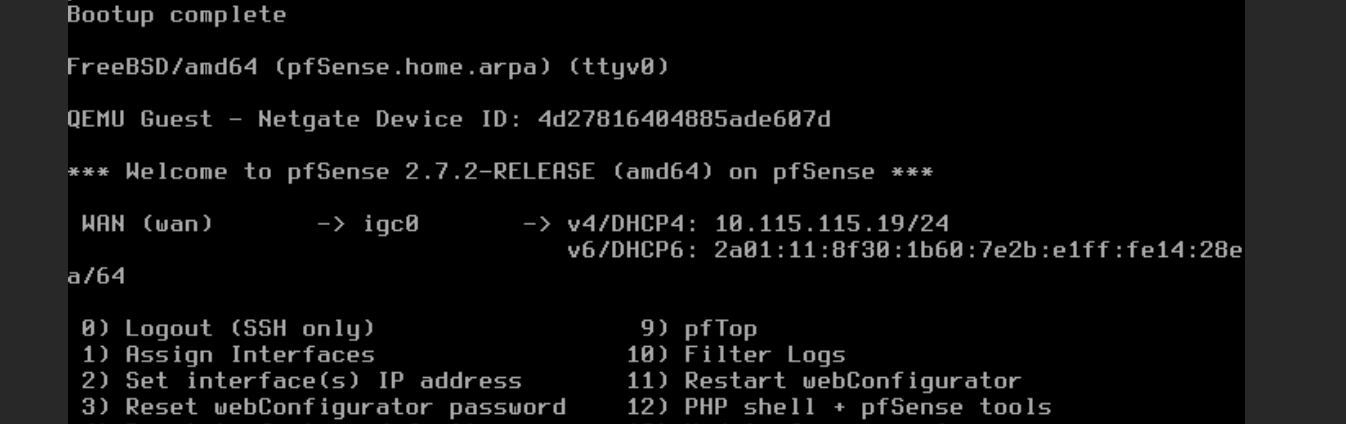 Bootup complete
FreeBSD/amd64 (pfSense.home.arpa) (ttyv0)
QEMU Guest - Netgate Device ID: 4d27816404885ade607d
*** Welcome to pfSense 2.7.2-RELEASE (amd64) on pfSense ***
WAN (wan) -> igc0 -> v4/DHCP4: 10.115.115.19/24
v6/DHCP6: 2a01:11:8f30:1b60:7e2b:e1ff:fe14:28e
a/64
0) Logout (SSH only) 9) pfTop
1) Assign Interfaces 10) Filter Logs
2) Set interface(s) IP address 11) Restart webConfigurator
3) Reset webConfigurator password 12) PHP shell + pfSense tools